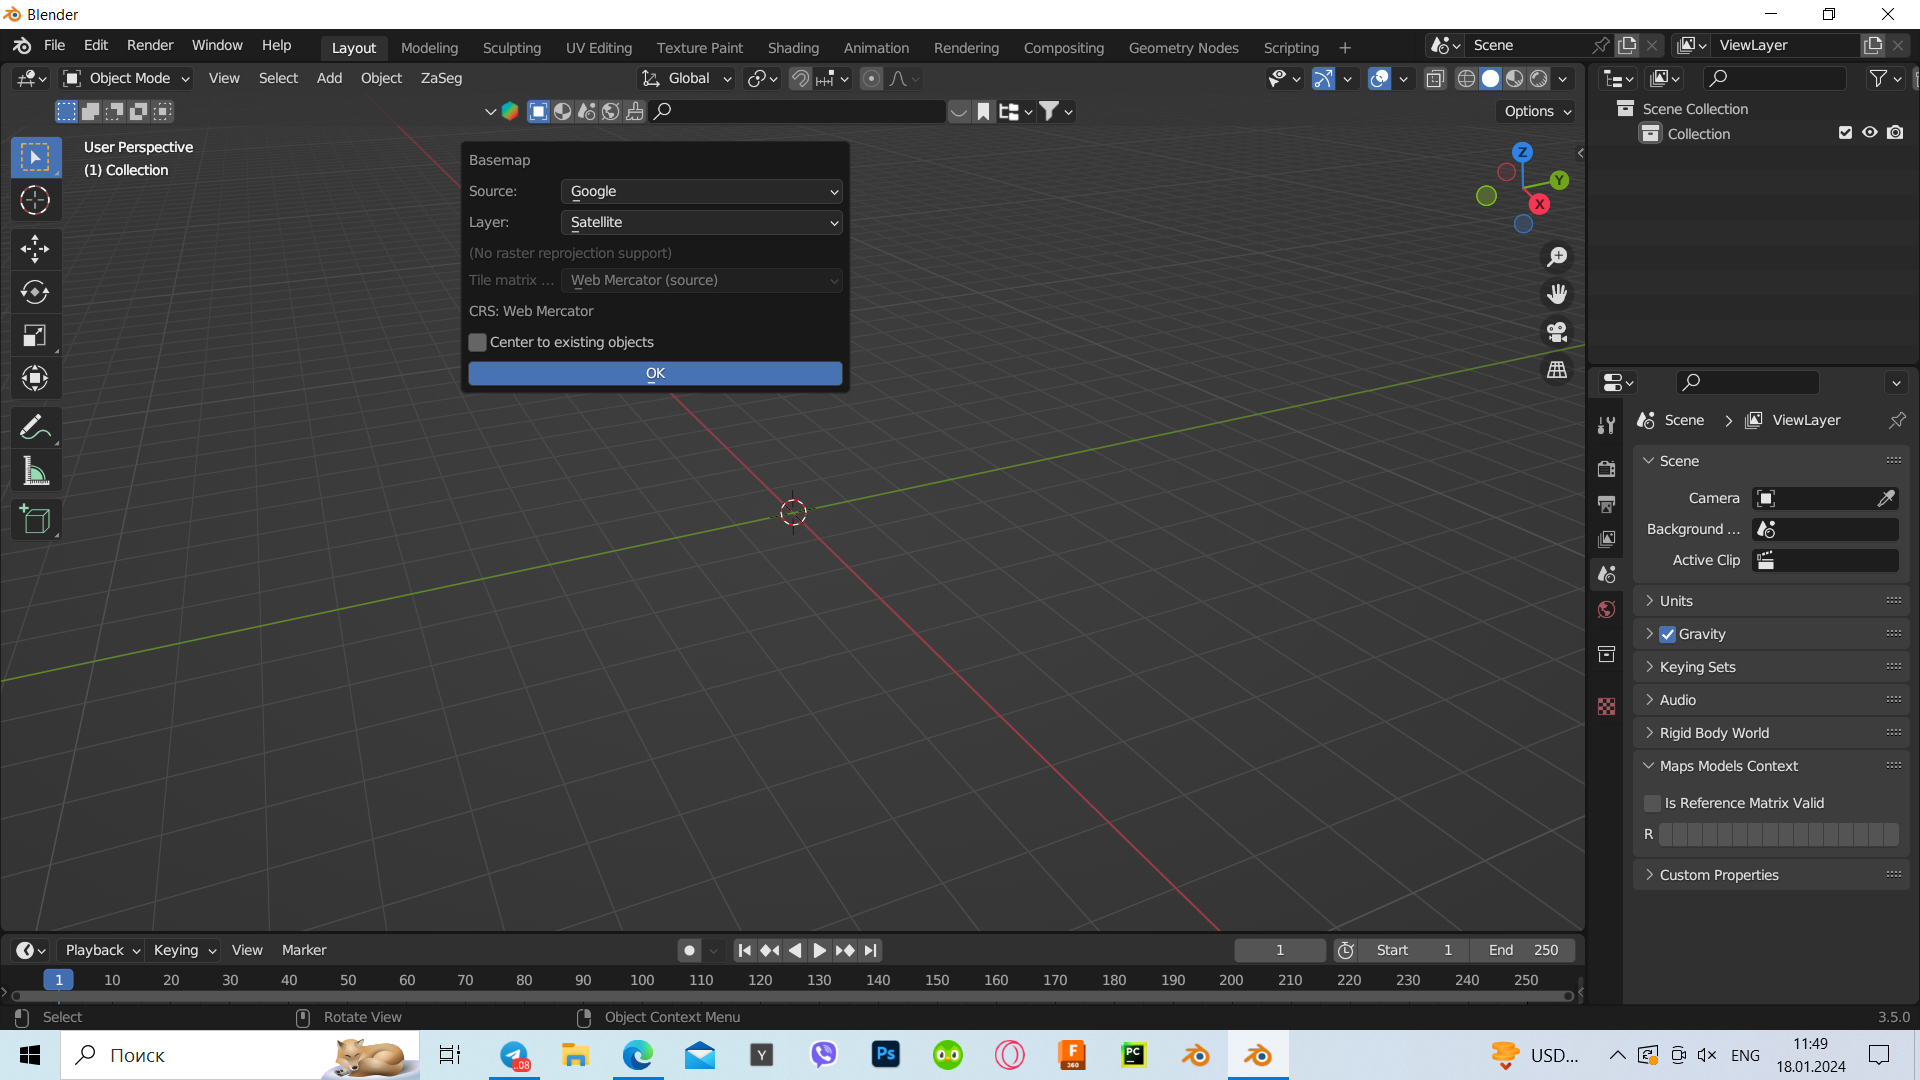 Blender
File Edit Render Window Help Layout Modeling Sculpting UV Editing Texture Paint Shading Animation Rendering Compositing Geometry Nodes Scripting + Scene ViewLayer
Object Mode View Select Add Object ZaSeg Global
Options
User Perspective
(1) Collection
Z
Y
X
Basemap
Source: Google
Layer: Satellite
(No raster reprojection support)
Tile matrix ... Web Mercator (source)
CRS: Web Mercator
Center to existing objects
OK
Scene Collection
Collection
Scene ViewLayer
Scene
Camera
Background ...
Active Clip
Units
Gravity
Keying Sets
Audio
Rigid Body World
Maps Models Context
Is Reference Matrix Valid
R
Custom Properties
Playback Keying View Marker 1 Start 1 End 250
1 10 20 30 40 50 60 70 80 90 100 110 120 130 140 150 160 170 180 190 200 210 220 230 240 250
Select Rotate View Object Context Menu 3.5.0
Поиск ..08 Y Ps F 360 PC USD... ENG 11:49
18.01.2024